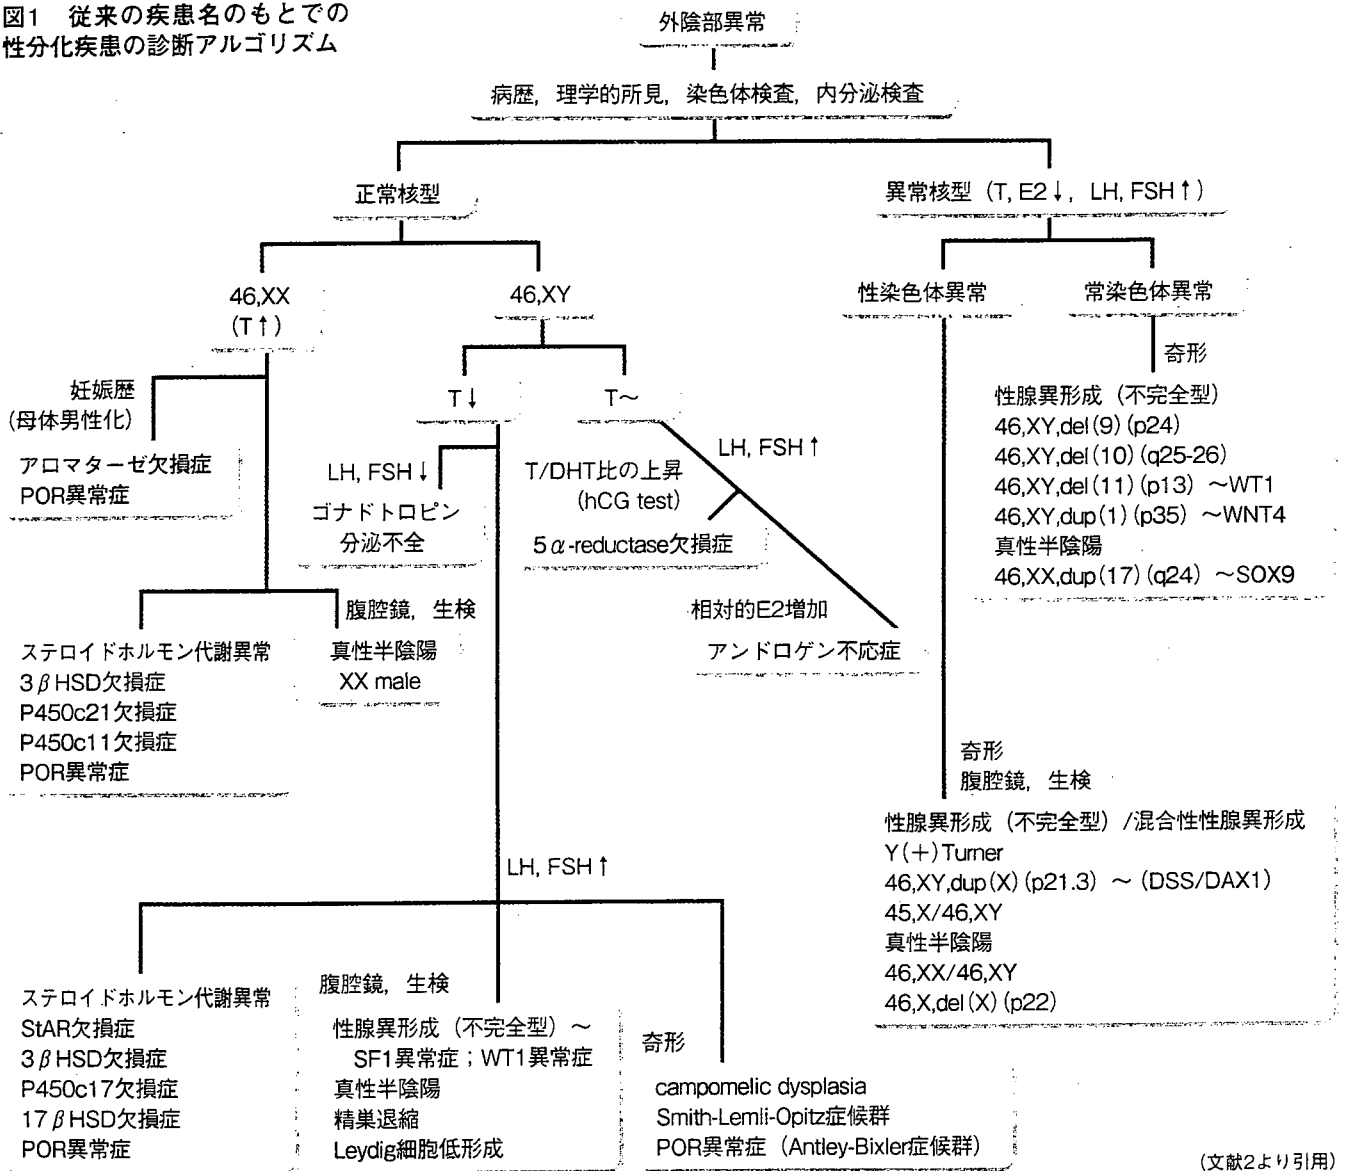 図1 従来の疾患名のもとでの
性分化疾患の診断アルゴリズム
外陰部異常
病歴，理学的所見，染色体検査，内分泌検査
正常核型
異常核型（T, E2↓，LH, FSH↑）
46,XX
（T↑）
46,XY
性染色体異常
常染色体異常
妊娠歴
（母体男性化）
アロマターゼ欠損症
POR異常症
T↓
T～
奇形
性腺異形成（不完全型）
46,XY,del(9)(p24)
46,XY,del(10)(q25-26)
46,XY,del(11)(p13) ～WT1
46,XY,dup(1)(p35) ～WNT4
真性半陰陽
46,XX,dup(17)(q24) ～SOX9
LH, FSH↓
ゴナドトロピン
分泌不全
LH, FSH↑
T/DHT比の上昇
（hCG test）
5α-reductase欠損症
相対的E2増加
アンドロゲン不応症
ステロイドホルモン代謝異常
3βHSD欠損症
P450c21欠損症
P450c11欠損症
POR異常症
腹腔鏡，生検
真性半陰陽
XX male
奇形
腹腔鏡，生検
性腺異形成（不完全型）/混合性性腺異形成
Y(＋)Turner
46,XY,dup(X)(p21.3) ～（DSS/DAX1）
45,X/46,XY
真性半陰陽
46,XX/46,XY
46,X,del(X)(p22)
LH, FSH↑
ステロイドホルモン代謝異常
StAR欠損症
3βHSD欠損症
P450c17欠損症
17βHSD欠損症
POR異常症
腹腔鏡，生検
性腺異形成（不完全型）～
SF1異常症；WT1異常症
真性半陰陽
精巣退縮
Leydig細胞低形成
奇形
campomelic dysplasia
Smith-Lemli-Opitz症候群
POR異常症（Antley-Bixler症候群）
（文献2より引用）